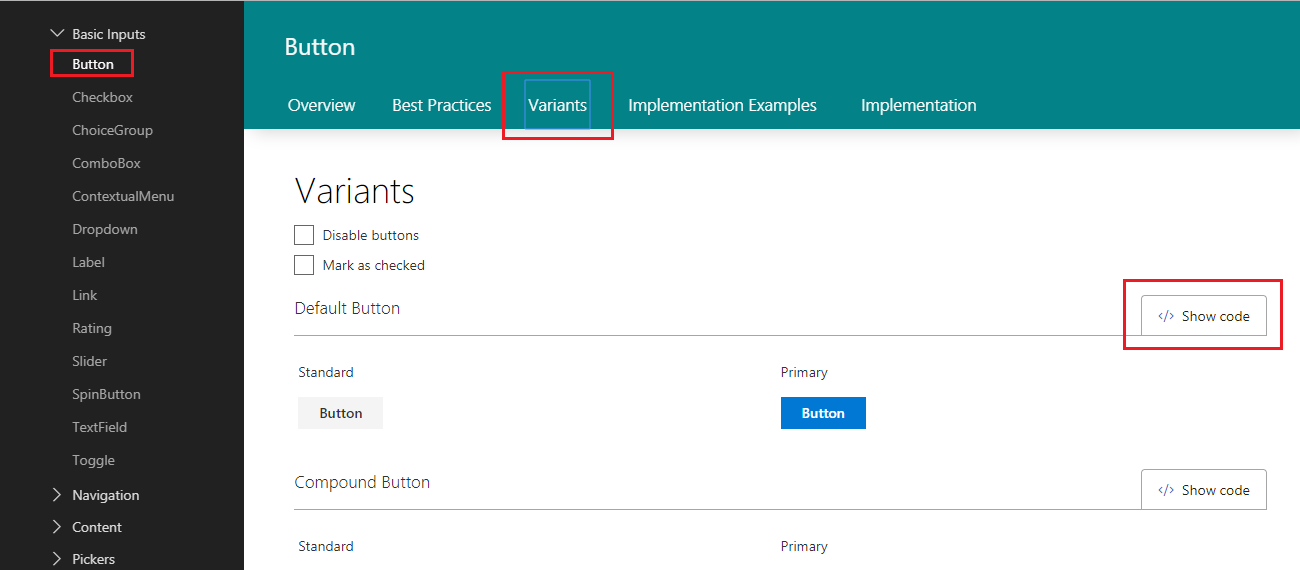 Basic Inputs
Button
Checkbox
ChoiceGroup
ComboBox
ContextualMenu
Dropdown
Label
Link
Rating
Slider
SpinButton
TextField
Toggle
Navigation
Content
Pickers
Button
Overview Best Practices Variants Implementation Examples Implementation
Variants
Disable buttons
Mark as checked
Default Button </> Show code
Standard Primary
Button Button
Compound Button </> Show code
Standard Primary